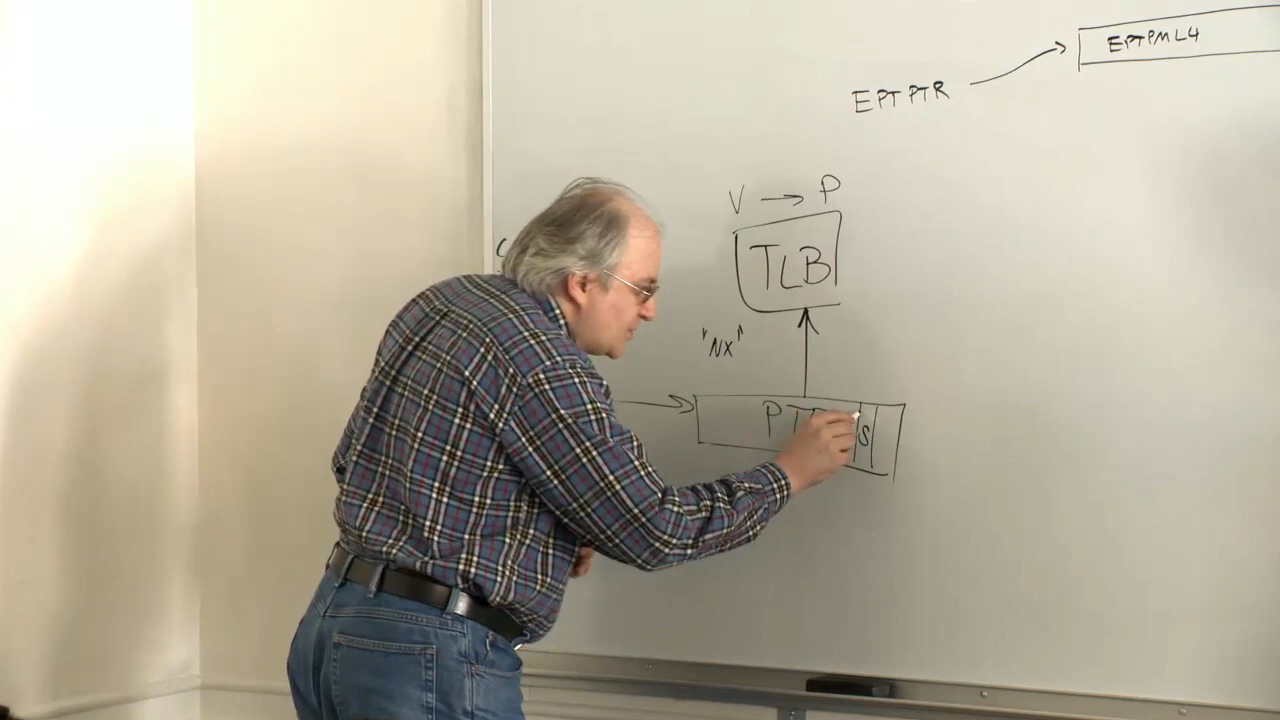 EPTPML4
EPTPTR
V → P
TLB
"NX"
S